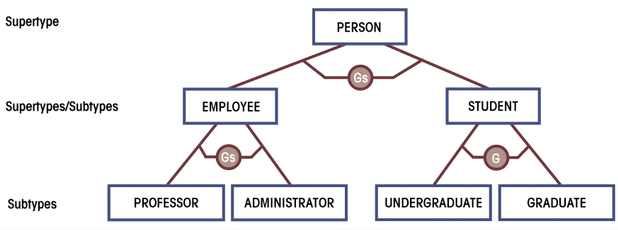 Supertype
PERSON
Gs
Supertypes/Subtypes
EMPLOYEE
STUDENT
Gs
G
Subtypes
PROFESSOR
ADMINISTRATOR
UNDERGRADUATE
GRADUATE